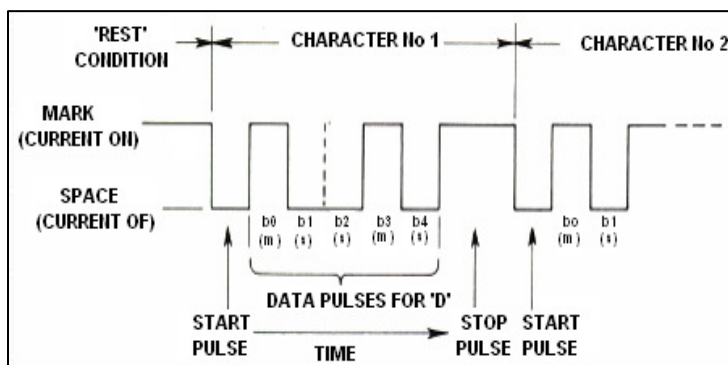 'REST'
CONDITION
CHARACTER No 1
CHARACTER No 2
MARK
(CURRENT ON)
SPACE
(CURRENT OF)
b0 b1 b2 b3 b4 bo b1
(m) (s) (s) (m) (s) (m) (s)
DATA PULSES FOR 'D'
START
PULSE
TIME
STOP
PULSE
START
PULSE